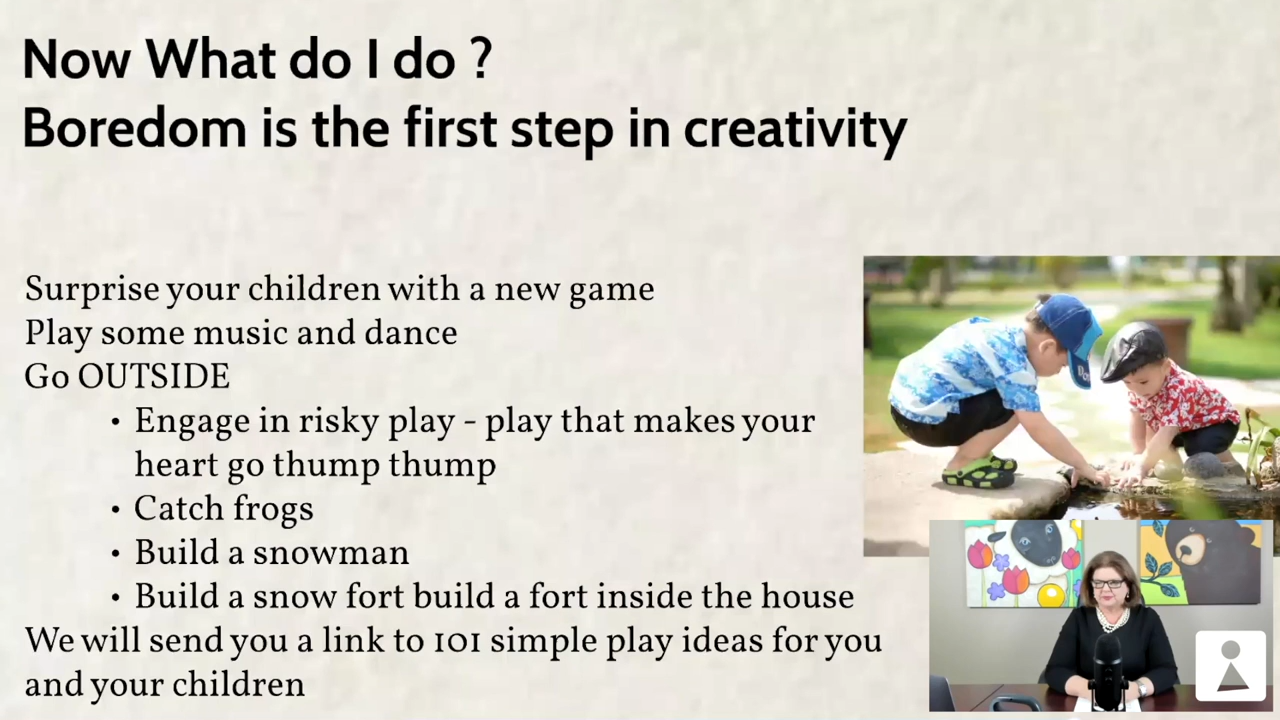 Now What do I do ?
Boredom is the first step in creativity
Surprise your children with a new game
Play some music and dance
Go OUTSIDE
• Engage in risky play - play that makes your
heart go thump thump
• Catch frogs
• Build a snowman
• Build a snow fort build a fort inside the house
We will send you a link to 101 simple play ideas for you
and your children